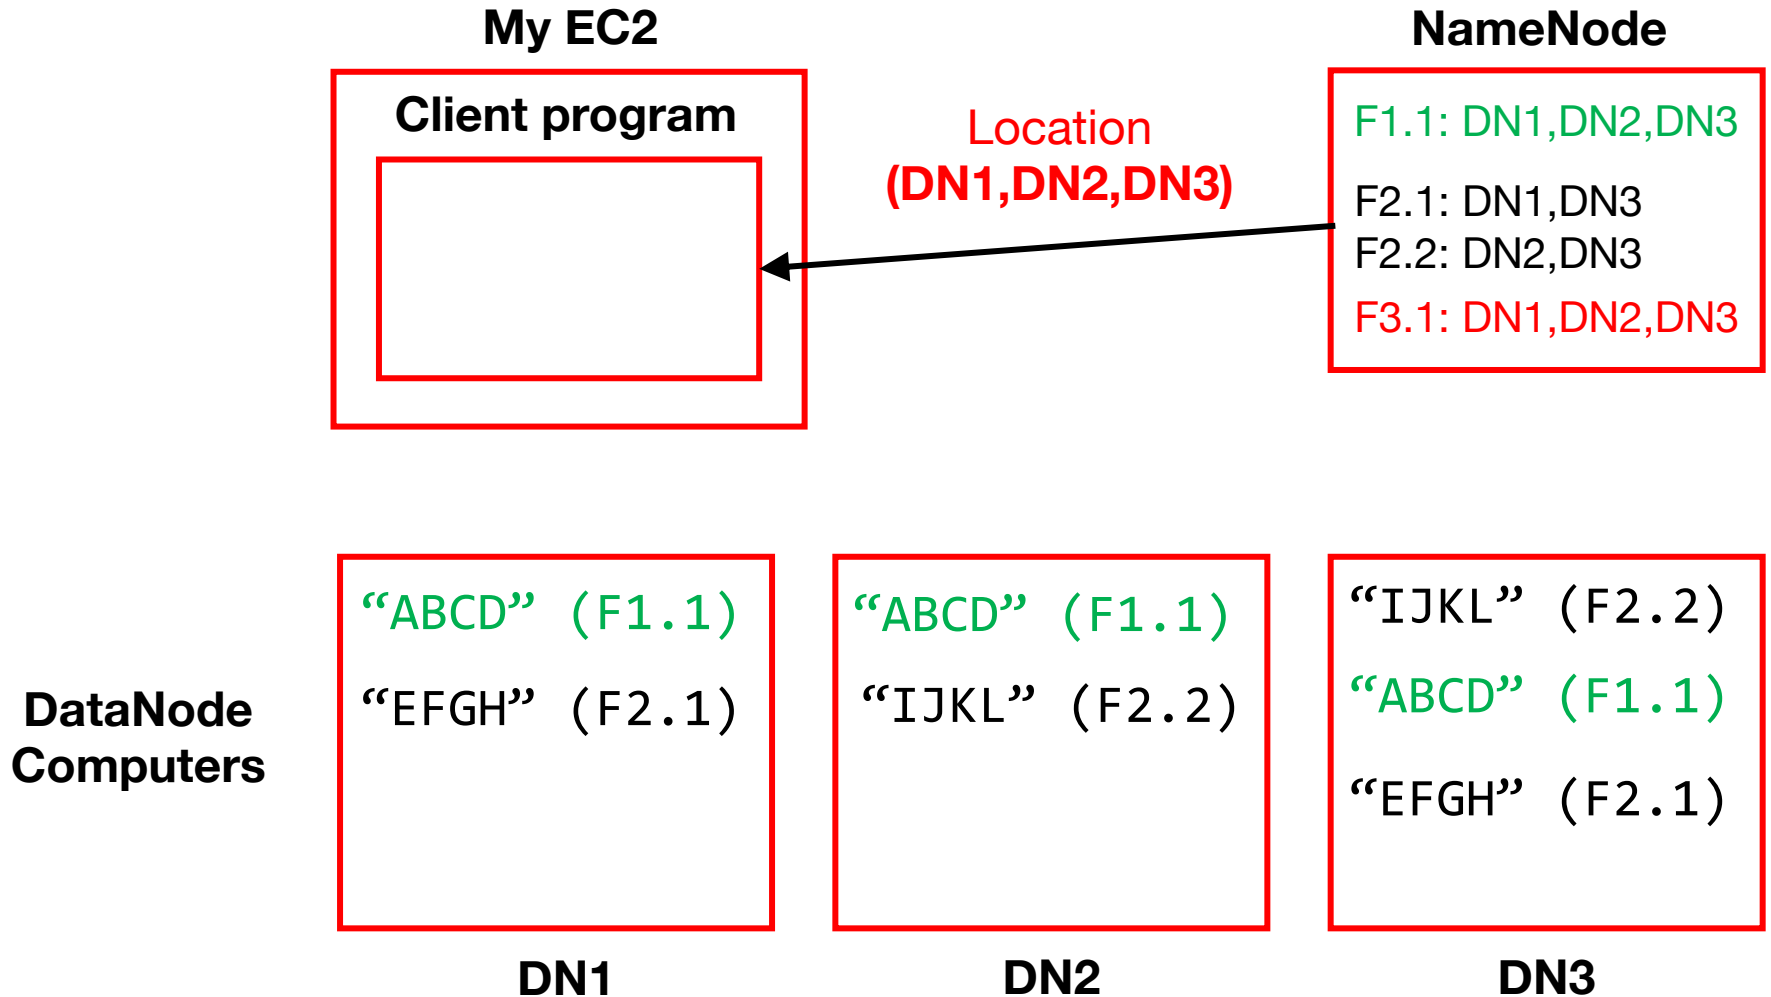 My EC2
Client program
Location
(DN1,DN2,DN3)
NameNode
F1.1: DN1,DN2,DN3
F2.1: DN1,DN3
F2.2: DN2,DN3
F3.1: DN1,DN2,DN3
DataNode
Computers
“ABCD” (F1.1)
“EFGH” (F2.1)
DN1
“ABCD” (F1.1)
“IJKL” (F2.2)
DN2
“IJKL” (F2.2)
“ABCD” (F1.1)
“EFGH” (F2.1)
DN3